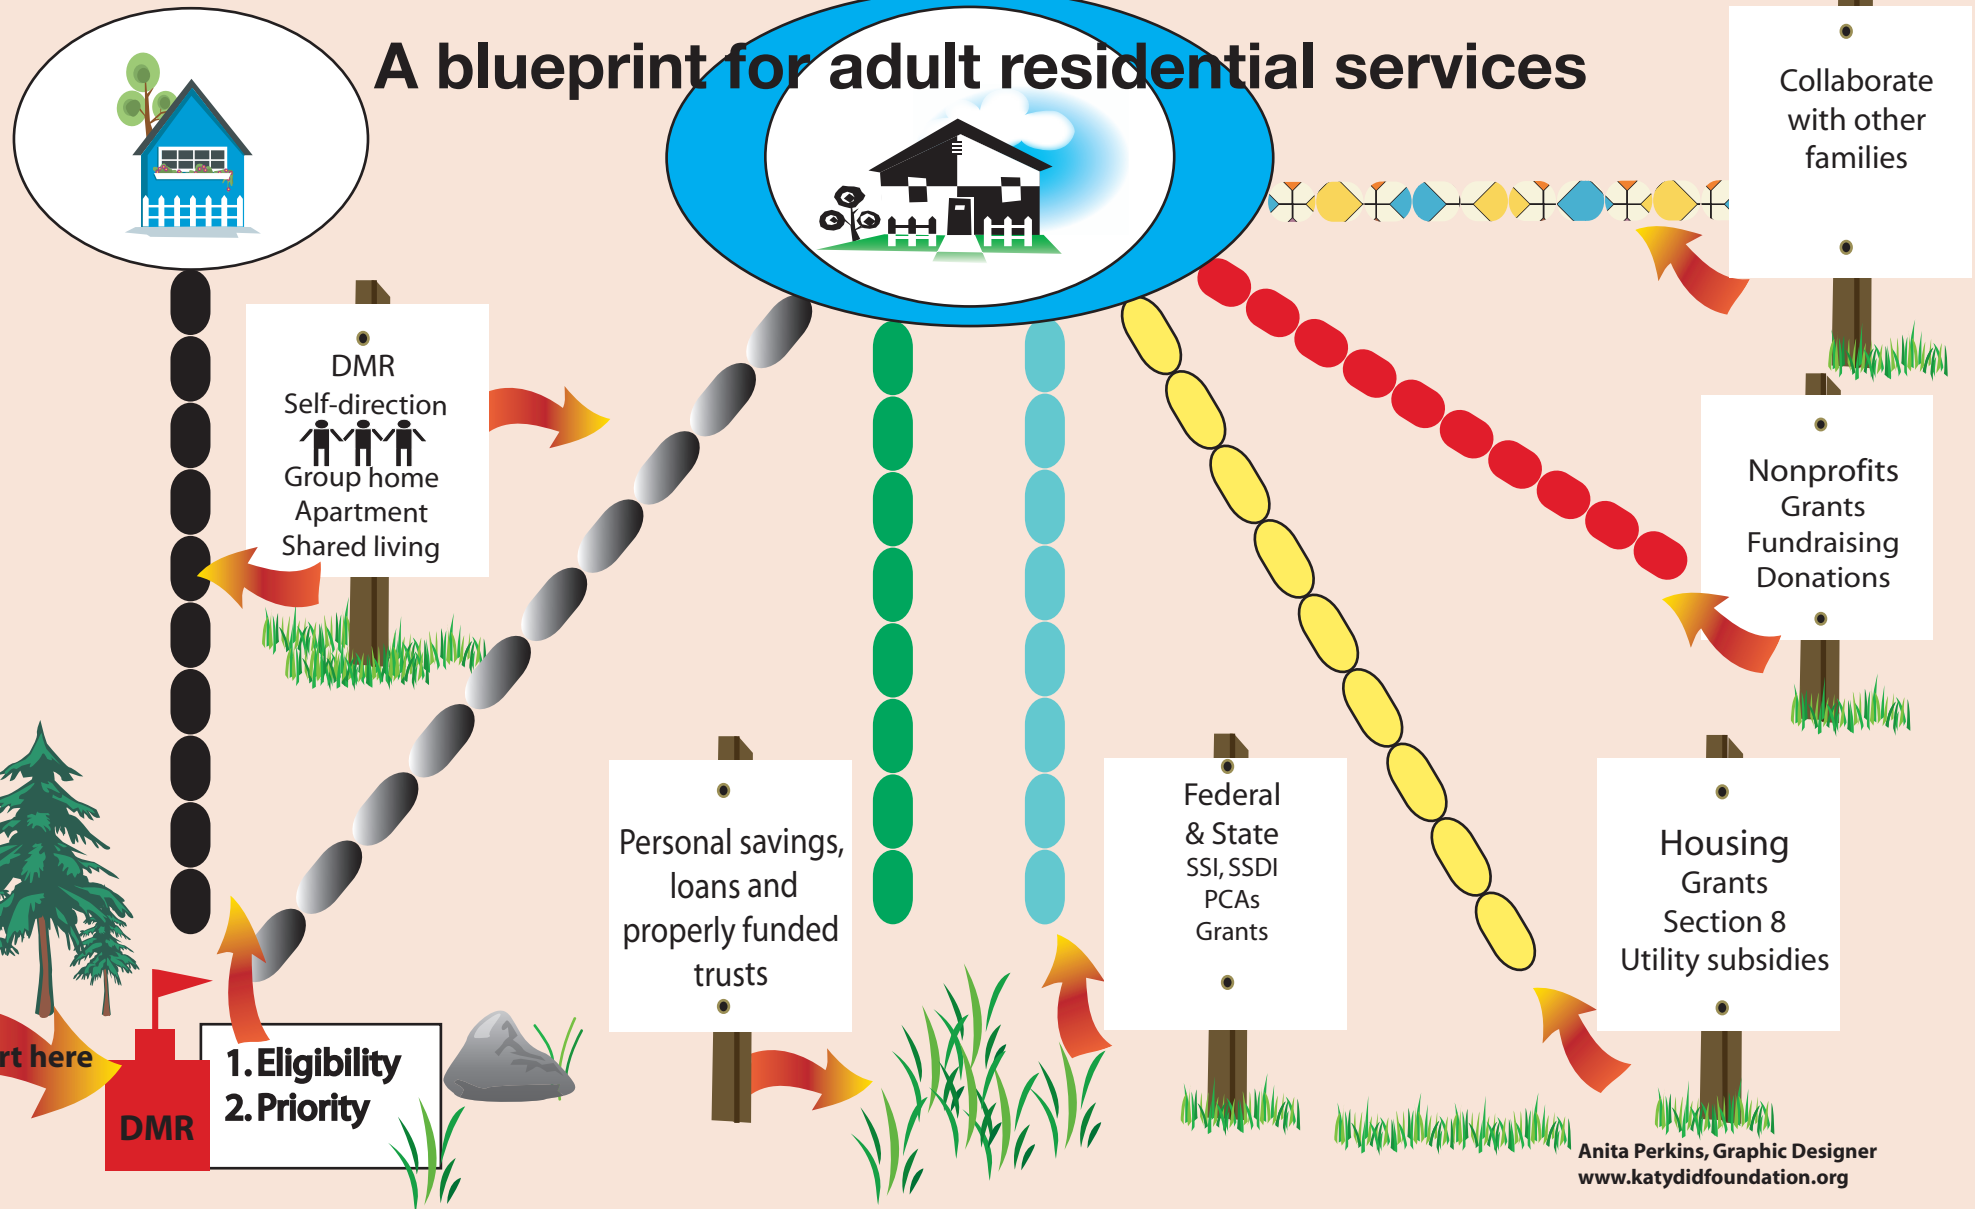 A blueprint for adult residential services
Collaborate
with other
families
DMR
Self-direction
Group home
Apartment
Shared living
Nonprofits
Grants
Fundraising
Donations
Personal savings,
loans and
properly funded
trusts
Federal
& State
SSI, SSDI
PCAs
Grants
Housing
Grants
Section 8
Utility subsidies
rt here
DMR
1. Eligibility
2. Priority
Anita Perkins, Graphic Designer
www.katydidfoundation.org